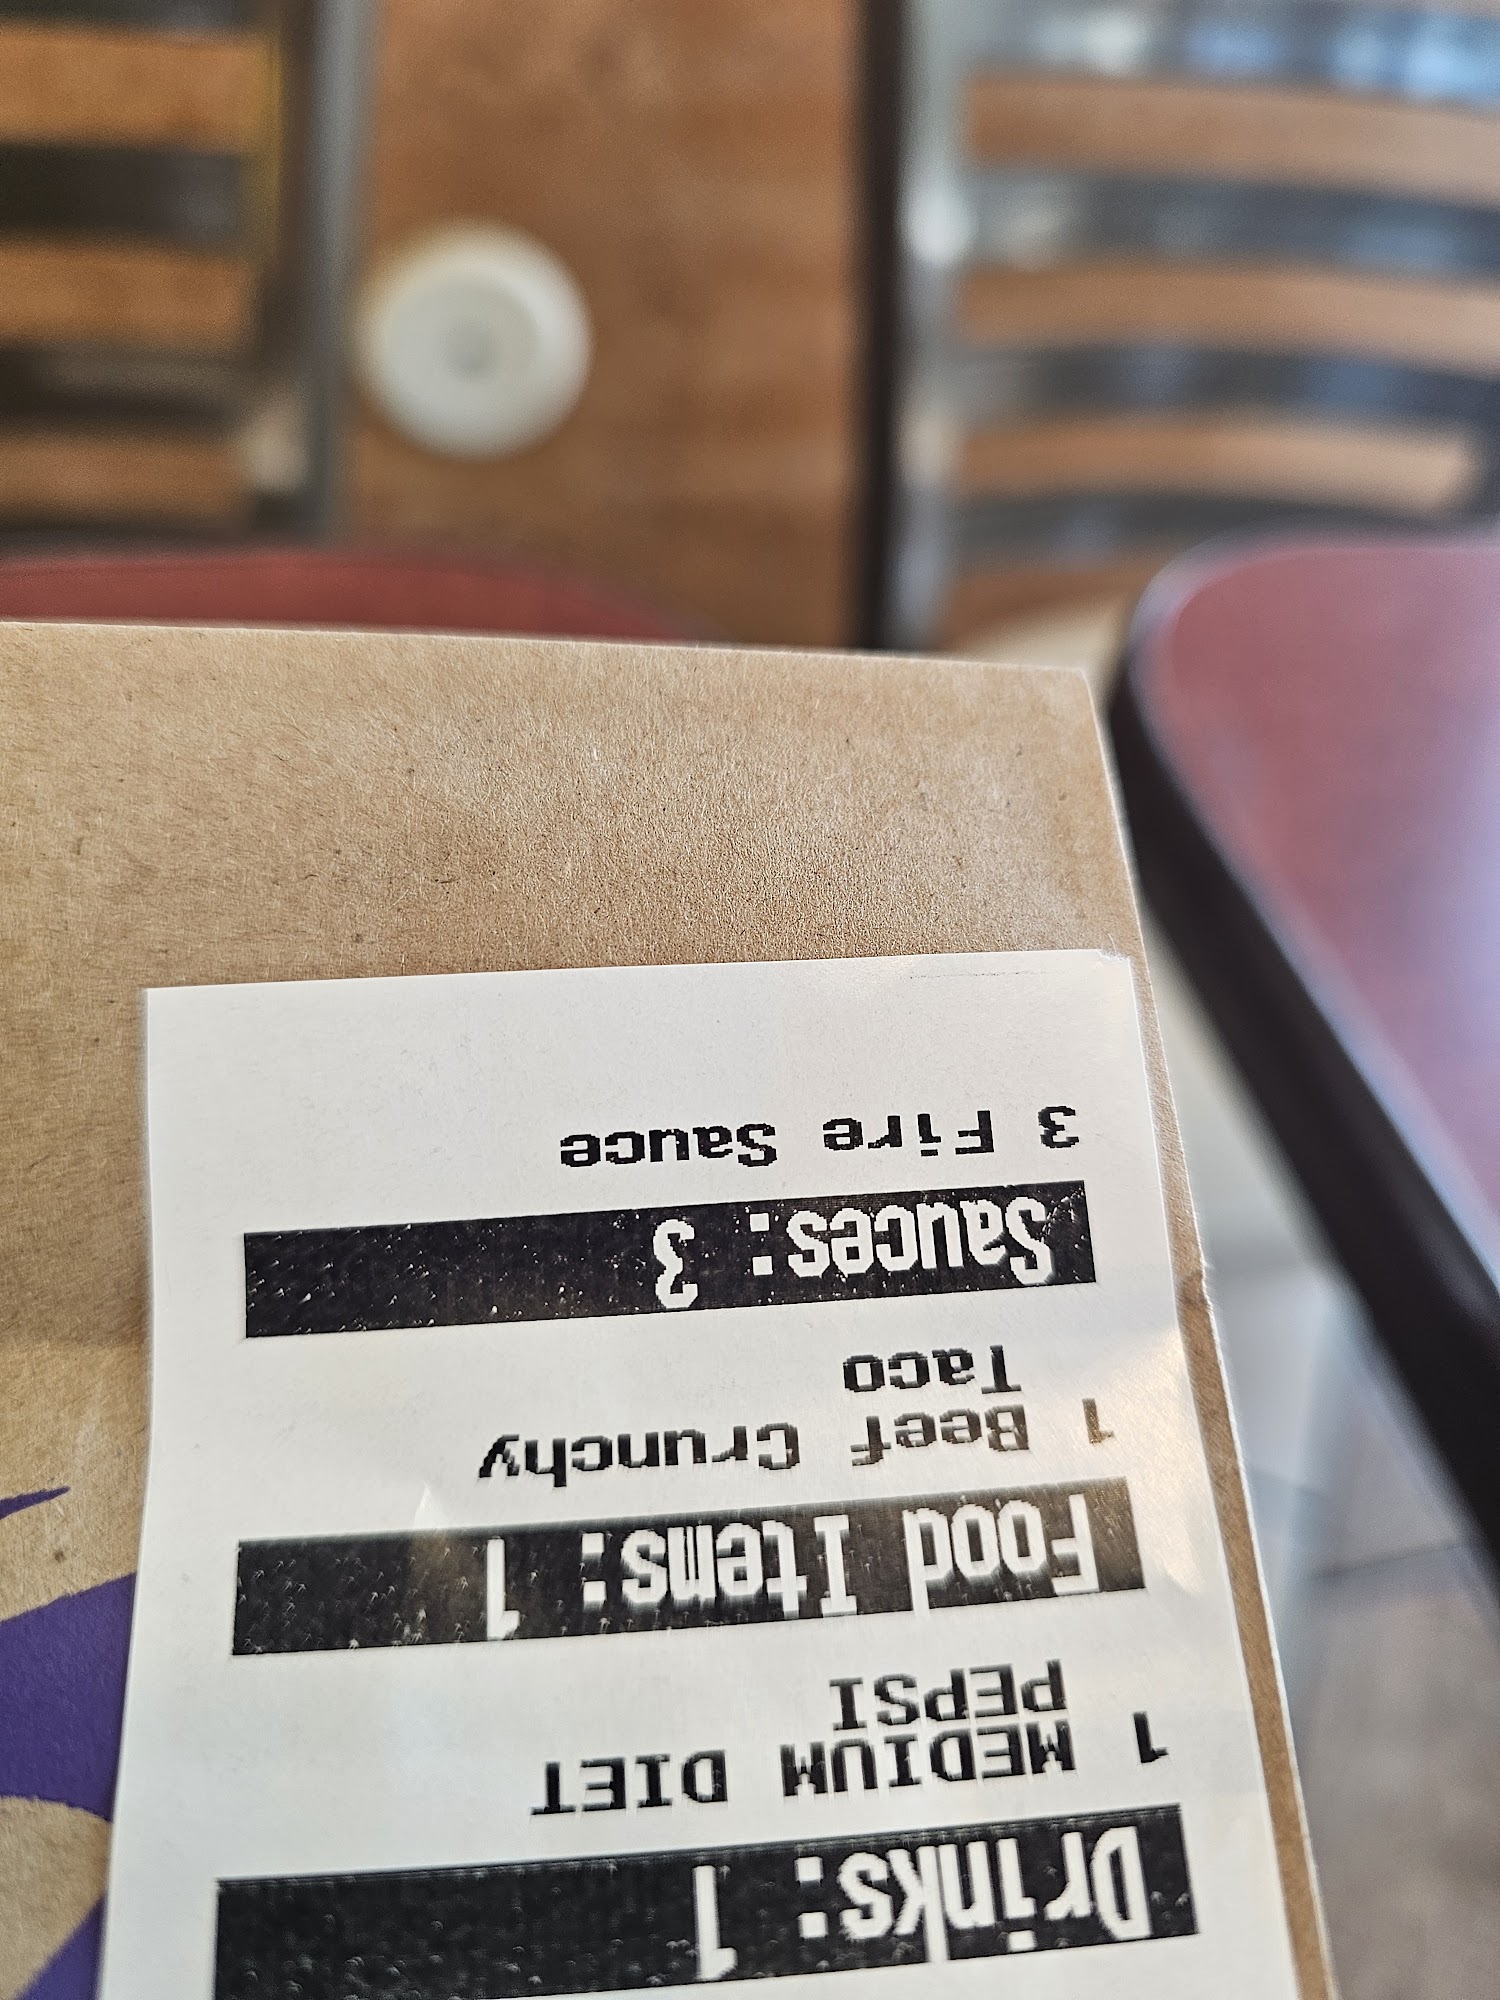 Drinks: 1
1 MEDIUM DIET
PEPSI
Food Items: 1
1 Beef Crunchy
Taco
Sauces: 3
3 Fire Sauce